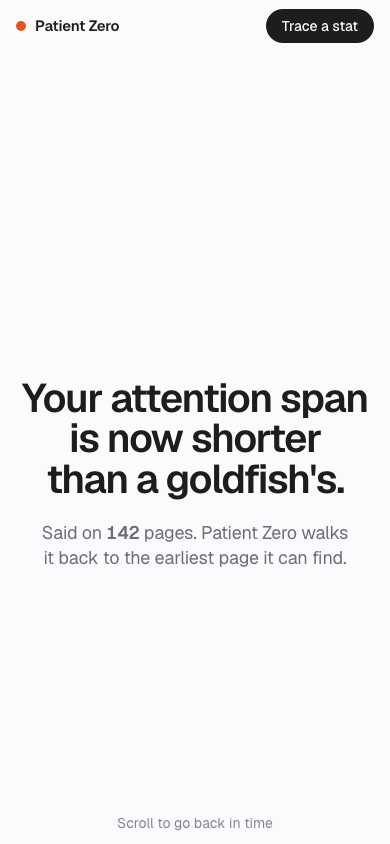 Patient Zero
Trace a stat
Your attention span
is now shorter
than a goldfish's.
Said on 142 pages. Patient Zero walks
it back to the earliest page it can find.
Scroll to go back in time